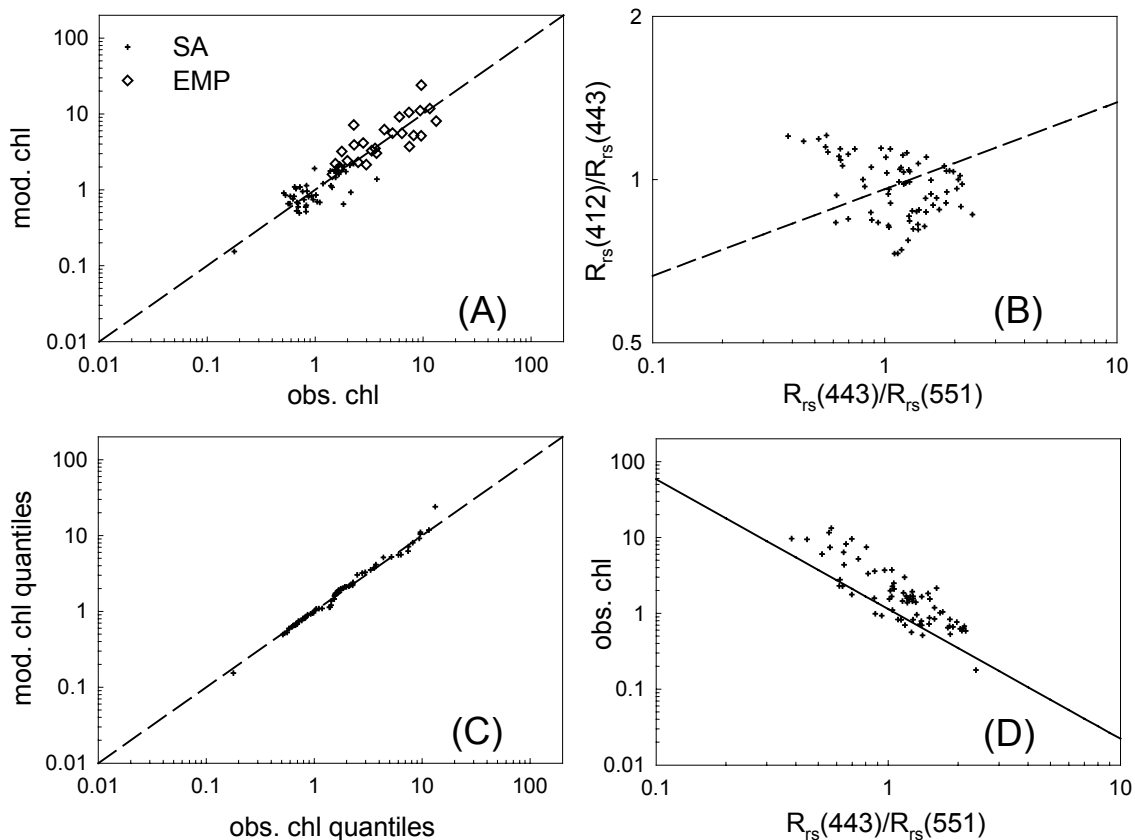 100
10
1
0.1
0.01
mod. chl
SA
EMP
(A)
0.01 0.1 1 10 100
obs. chl
2
1
0.5
Rrs(412)/Rrs(443)
(B)
0.1 1 10
Rrs(443)/Rrs(551)
100
10
1
0.1
0.01
mod. chl quantiles
(C)
0.01 0.1 1 10 100
obs. chl quantiles
100
10
1
0.1
0.01
obs. chl
(D)
0.1 1 10
Rrs(443)/Rrs(551)